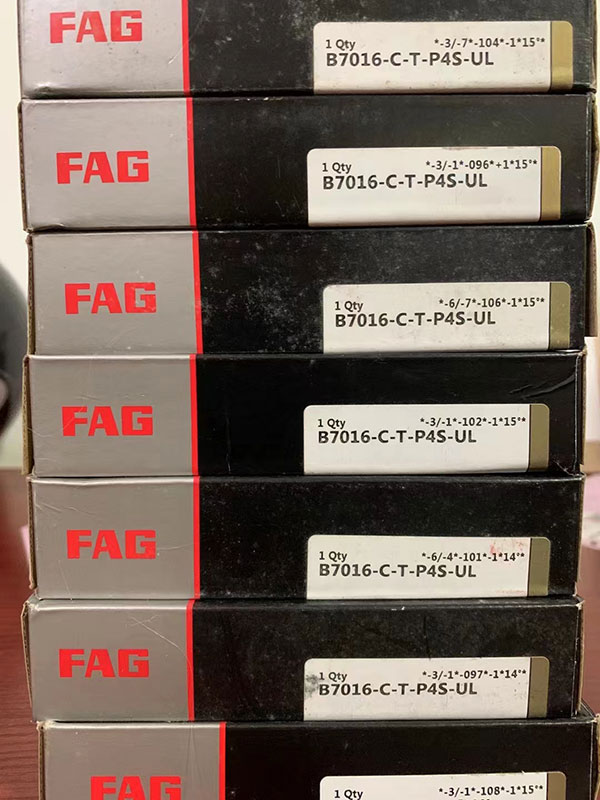 FAG
1 Qty *-3/-7*-104*-1*15°*
B7016-C-T-P4S-UL
FAG
1 Qty *-3/-1*-096*+1*15°*
B7016-C-T-P4S-UL
FAG
1 Qty *-6/-7*-106*-1*15°*
B7016-C-T-P4S-UL
FAG
1 Qty *-3/-1*-102*-1*15°*
B7016-C-T-P4S-UL
FAG
1 Qty *-6/-4*-101*-1*14°*
B7016-C-T-P4S-UL
FAG
1 Qty *-3/-1*-097*-1*14°*
B7016-C-T-P4S-UL
FAG
1 Qty *-3/-1*-108*-1*15°*